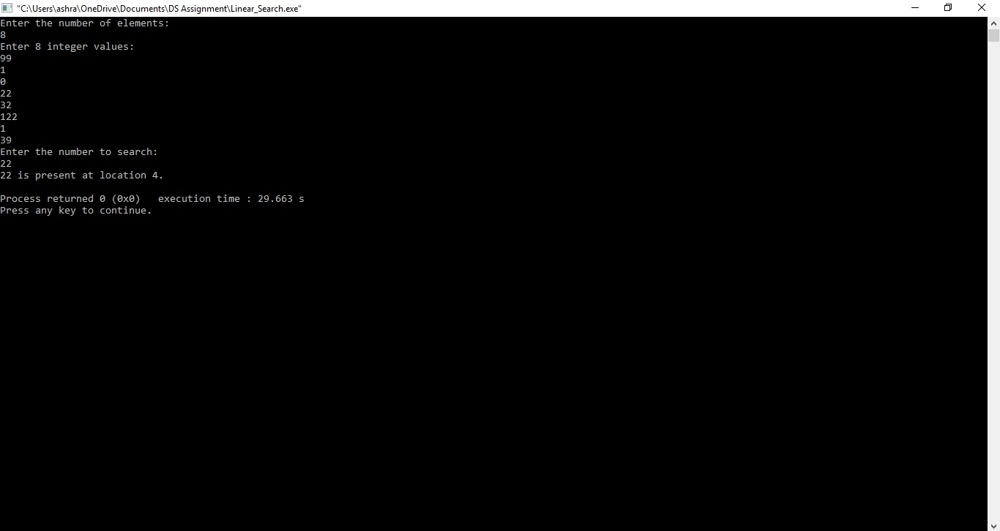 "C:\Users\ashra\OneDrive\Documents\DS Assignment\Linear_Search.exe"
Enter the number of elements:
8
Enter 8 integer values:
99
1
0
22
32
122
1
39
Enter the number to search:
22
22 is present at location 4.
Process returned 0 (0x0)   execution time : 29.663 s
Press any key to continue.